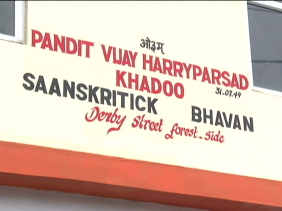 ओ३म्
PANDIT VIJAY HARRYPARSAD
KHADOO 31.07.49
SAANSKRITICK BHAVAN
Derby Street forest-side